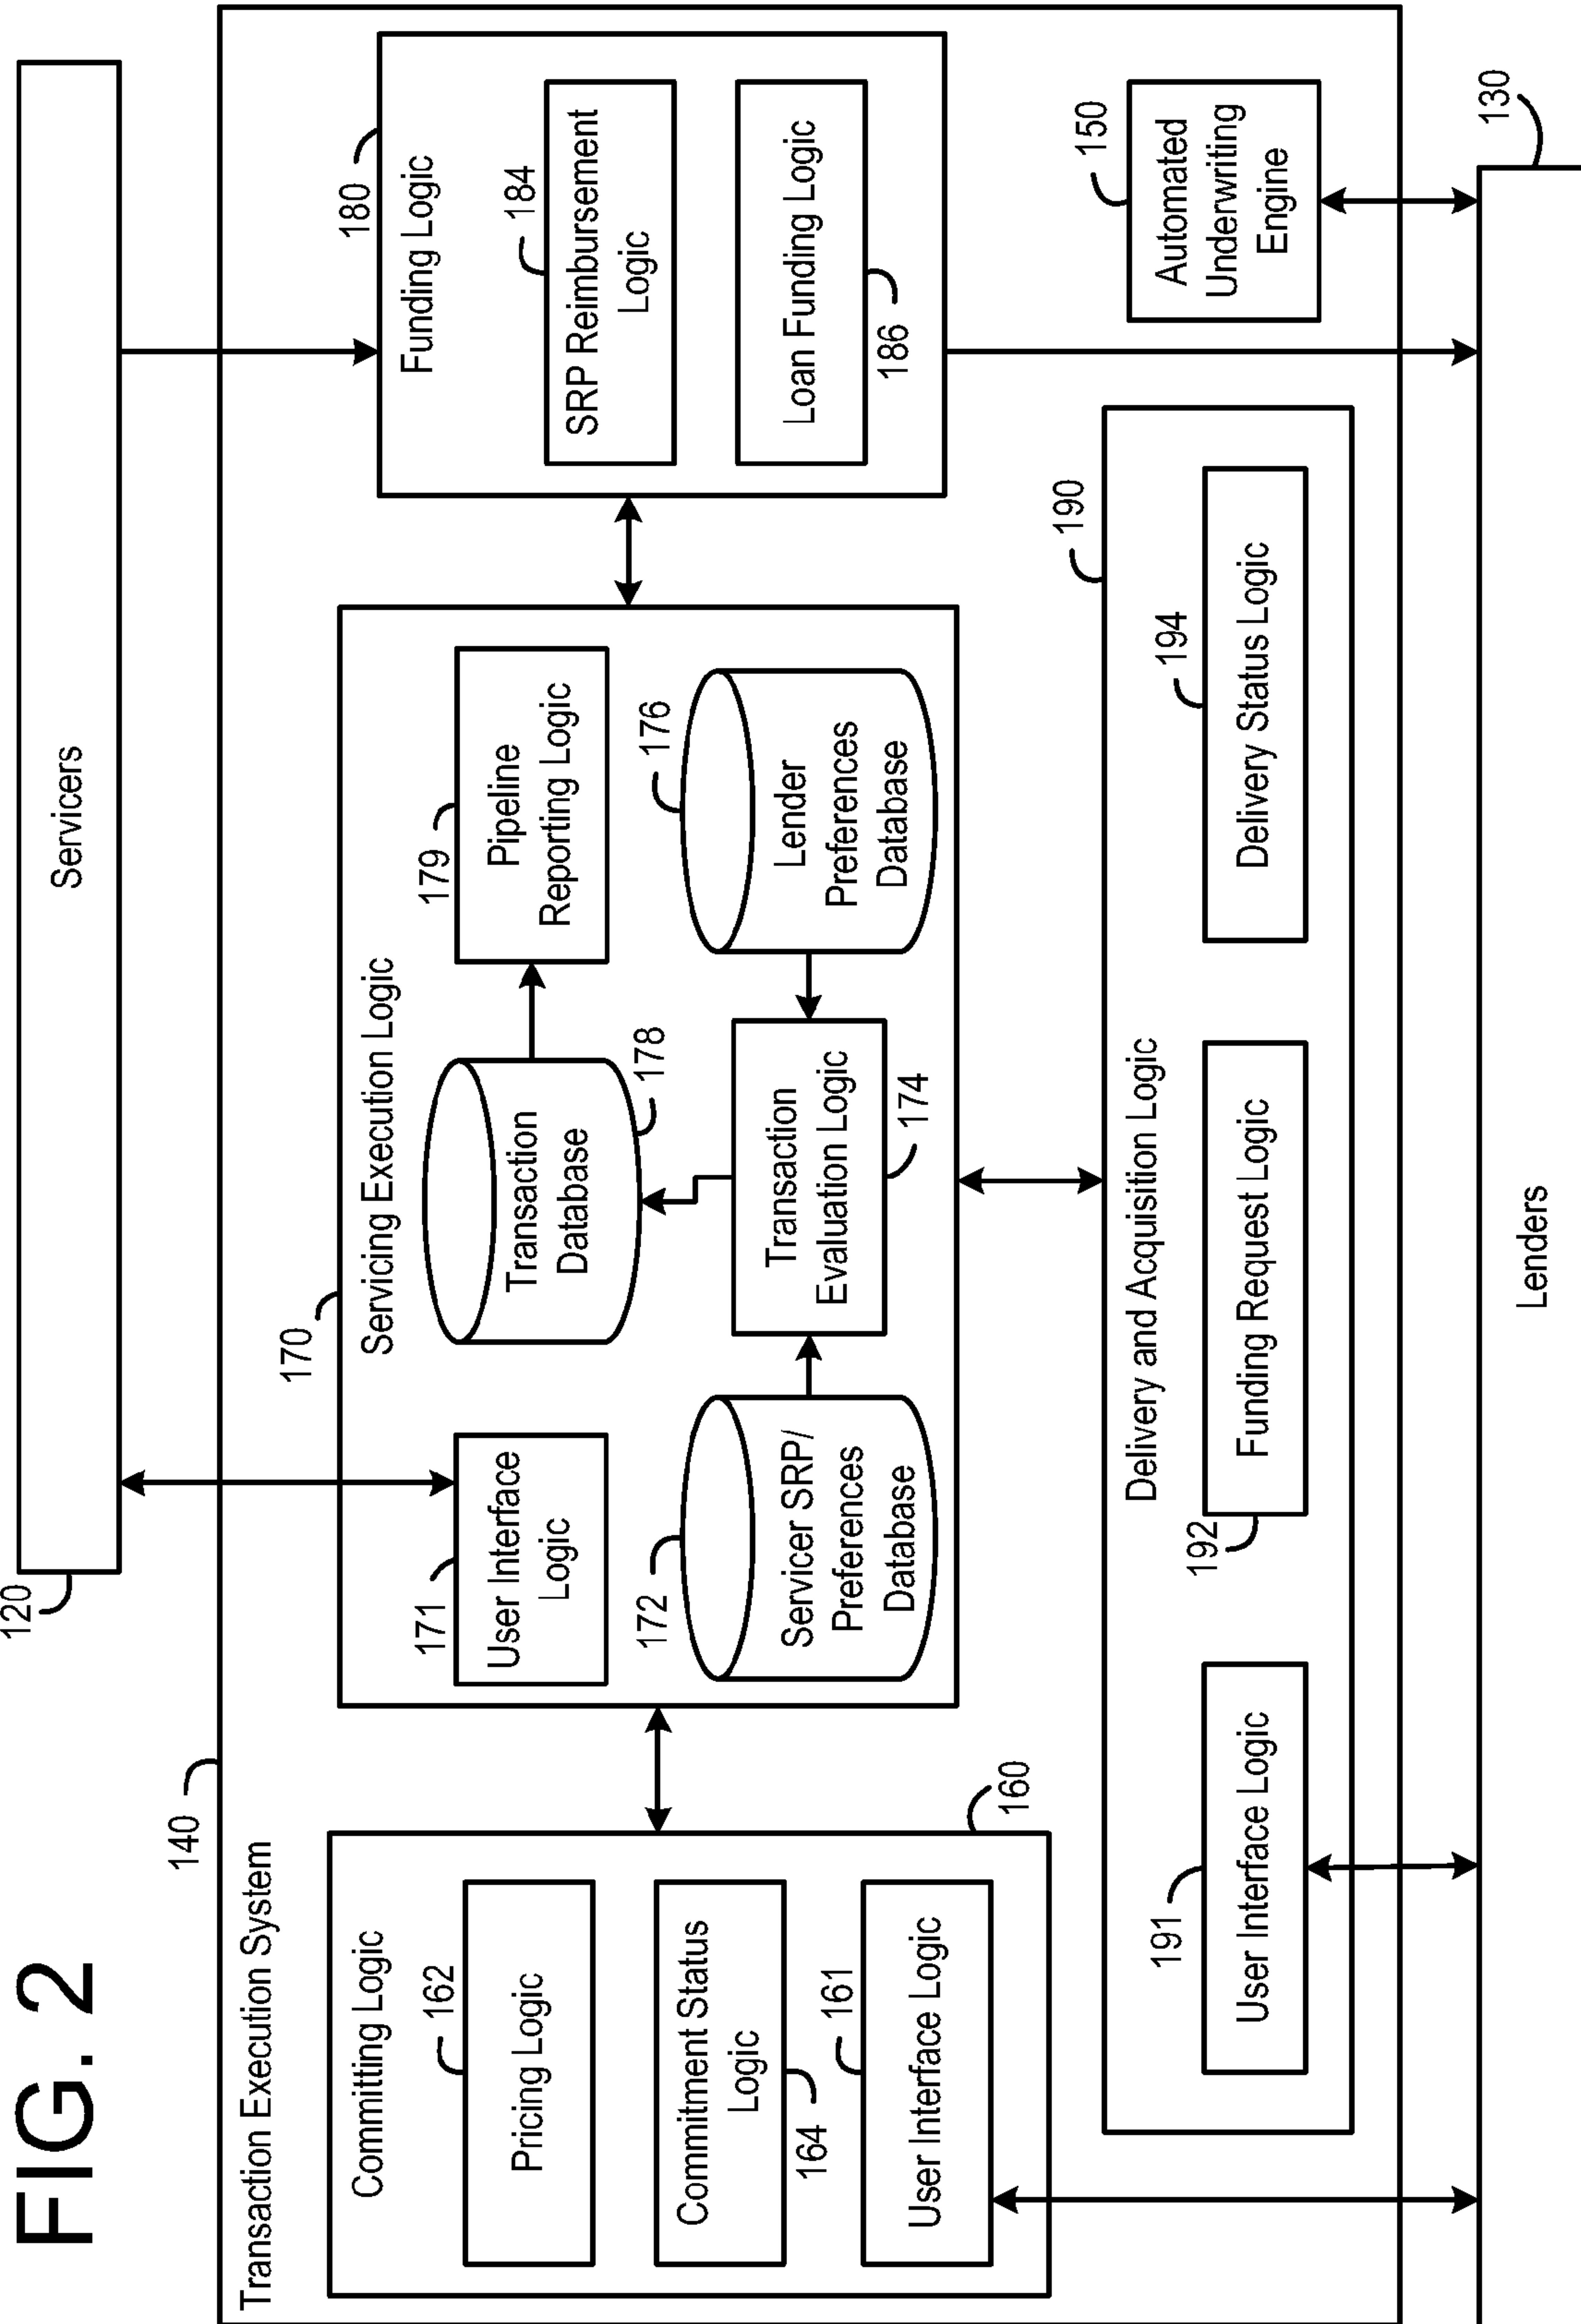 FIG. 2
120
Servicers
140
Transaction Execution System
Committing Logic
162
Pricing Logic
Commitment Status
Logic
164
161
User Interface Logic
160
170
Servicing Execution Logic
171
User Interface
Logic
Transaction
Database
178
179
Pipeline
Reporting Logic
172
Servicer SRP/
Preferences
Database
Transaction
Evaluation Logic
174
176
Lender
Preferences
Database
180
Funding Logic
184
SRP Reimbursement
Logic
Loan Funding Logic
186
190
Delivery and Acquisition Logic
191
User Interface Logic
192
Funding Request Logic
194
Delivery Status Logic
150
Automated
Underwriting
Engine
130
Lenders